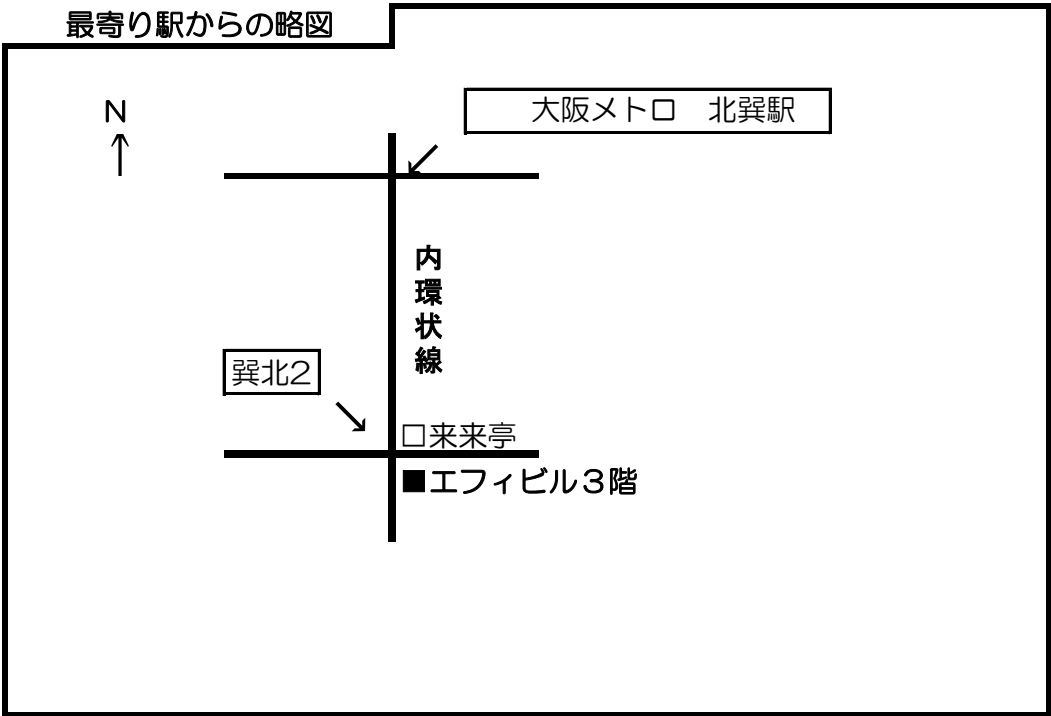 最寄り駅からの略図
N
大阪メトロ　北巽駅
内環状線
巽北2
□来来亭
■エフィビル３階